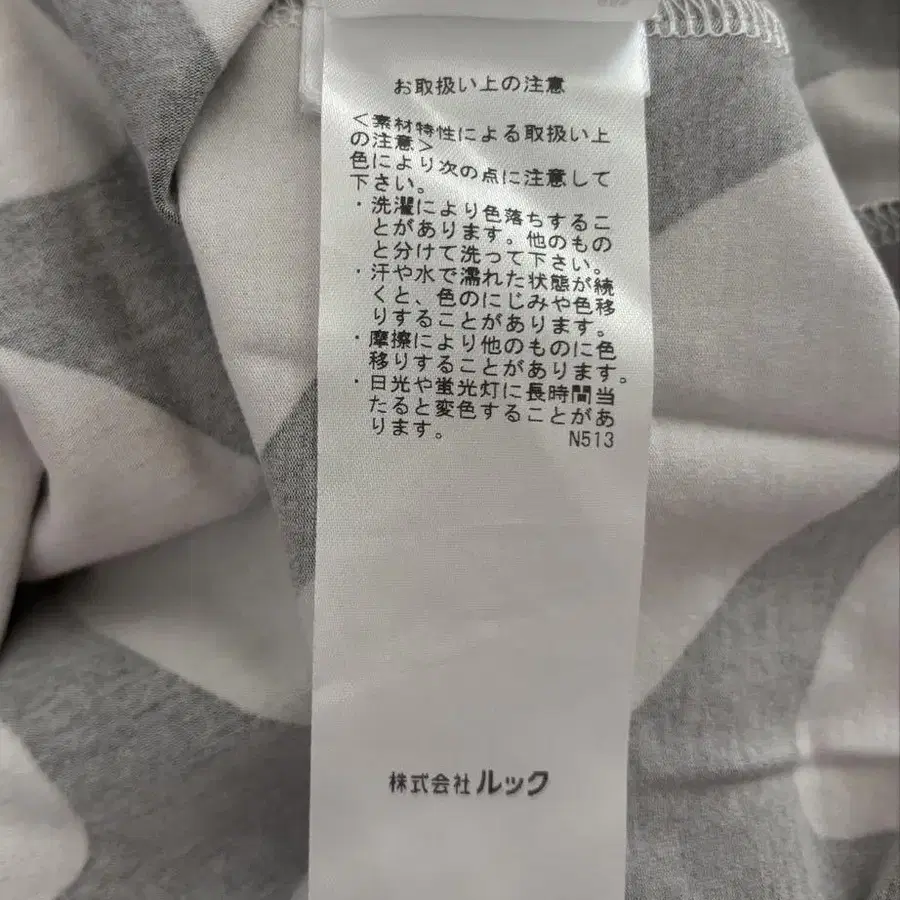 お取扱い上の注意
<素材特性による取扱い上
の注意>
色により次の点に注意して
下さい。
・洗濯により色落ちするこ
とがあります。他のもの
と分けて洗って下さい。
・汗や水で濡れた状態が続
くと、色のにじみや色移
りすることがあります。
・摩擦により他のものに色
移りすることがあります。
・日光や蛍光灯に長時間当
たると変色することがあ
ります。 N513
株式会社ルック